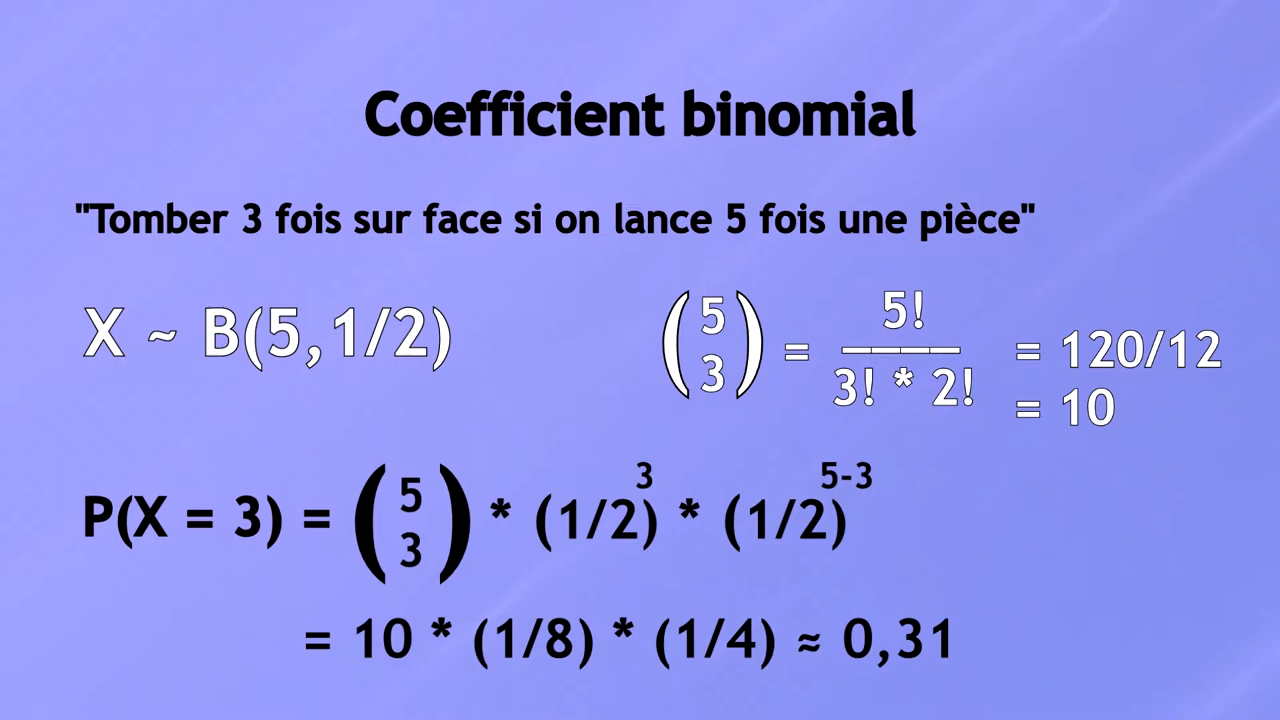 Coefficient binomial
"Tomber 3 fois sur face si on lance 5 fois une pièce"
X ~ B(5,1/2)
(5 3) = 5! / 3! * 2! = 120/12
= 10
P(X = 3) = (5 3) * (1/2)³ * (1/2)⁵⁻³
= 10 * (1/8) * (1/4) ≈ 0,31